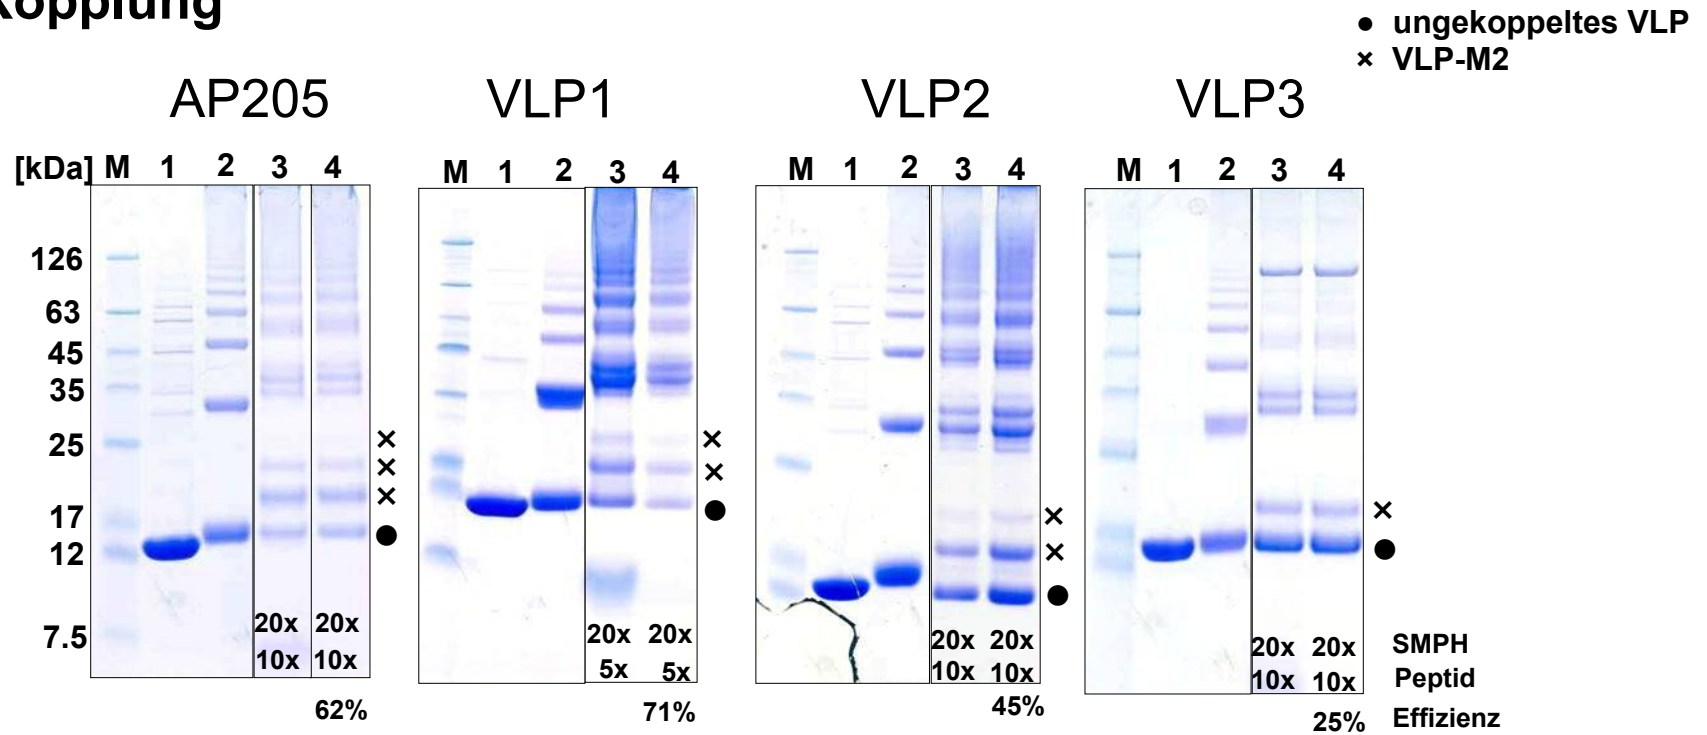 Kopplung
● ungekoppeltes VLP
× VLP-M2
AP205 VLP1 VLP2 VLP3
[kDa] M 1 2 3 4 M 1 2 3 4 M 1 2 3 4 M 1 2 3 4
126
63
45
35
25
17
12
7.5
20x 20x 20x 20x 20x 20x 20x 20x SMPH
10x 10x 5x 5x 10x 10x 10x 10x Peptid
62% 71% 45% 25% Effizienz